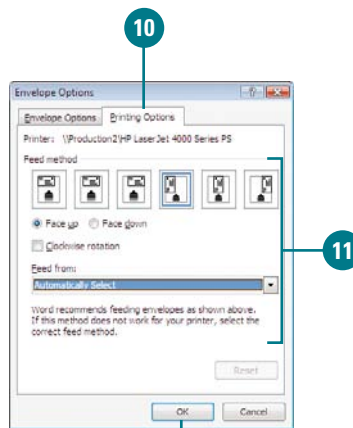 10
Envelope Options
Envelope Options Printing Options
Printer: \\Production2\HP LaserJet 4000 Series PS
Feed method
Face up Face down
Clockwise rotation
11
Feed from:
Automatically Select
Word recommends feeding envelopes as shown above.
If this method does not work for your printer, select the
correct feed method.
Reset
OK Cancel